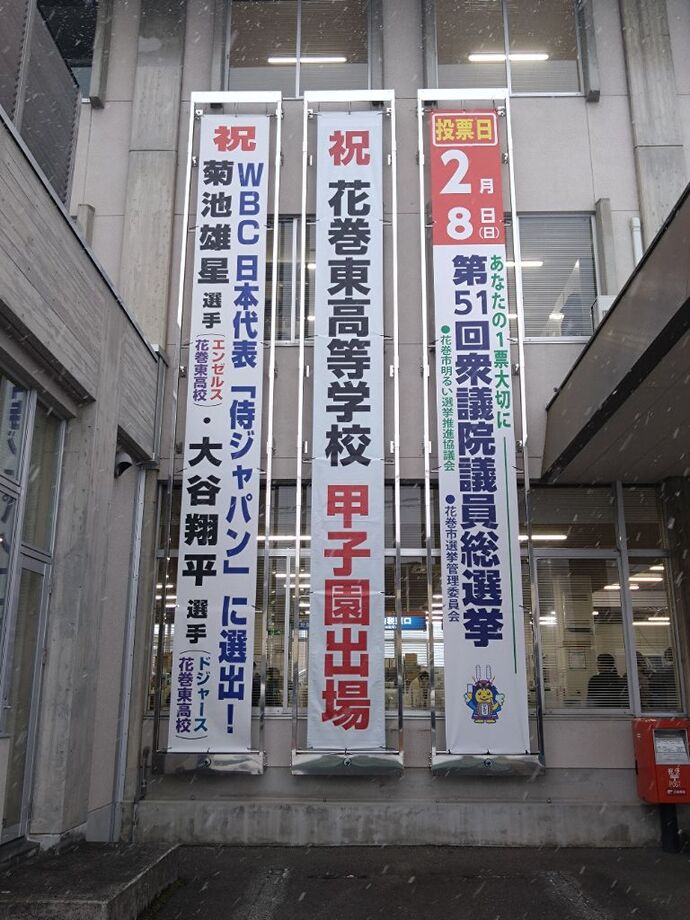 祝
WBC日本代表「侍ジャパン」に選出！
菊池雄星選手（エンゼルス 花巻東高校）・大谷翔平選手（ドジャース 花巻東高校）
祝
花巻東高等学校 甲子園出場
投票日
2月
8日(日)
あなたの1票大切に
第51回衆議院議員総選挙
●花巻市明るい選挙推進協議会
●花巻市選挙管理委員会
POST